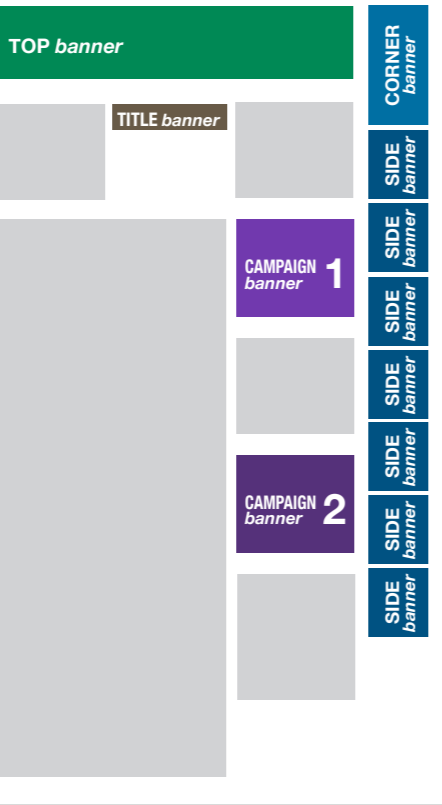 TOP banner
TITLE banner
CAMPAIGN
banner 1
CAMPAIGN
banner 2
CORNER
banner
SIDE
banner
SIDE
banner
SIDE
banner
SIDE
banner
SIDE
banner
SIDE
banner
SIDE
banner